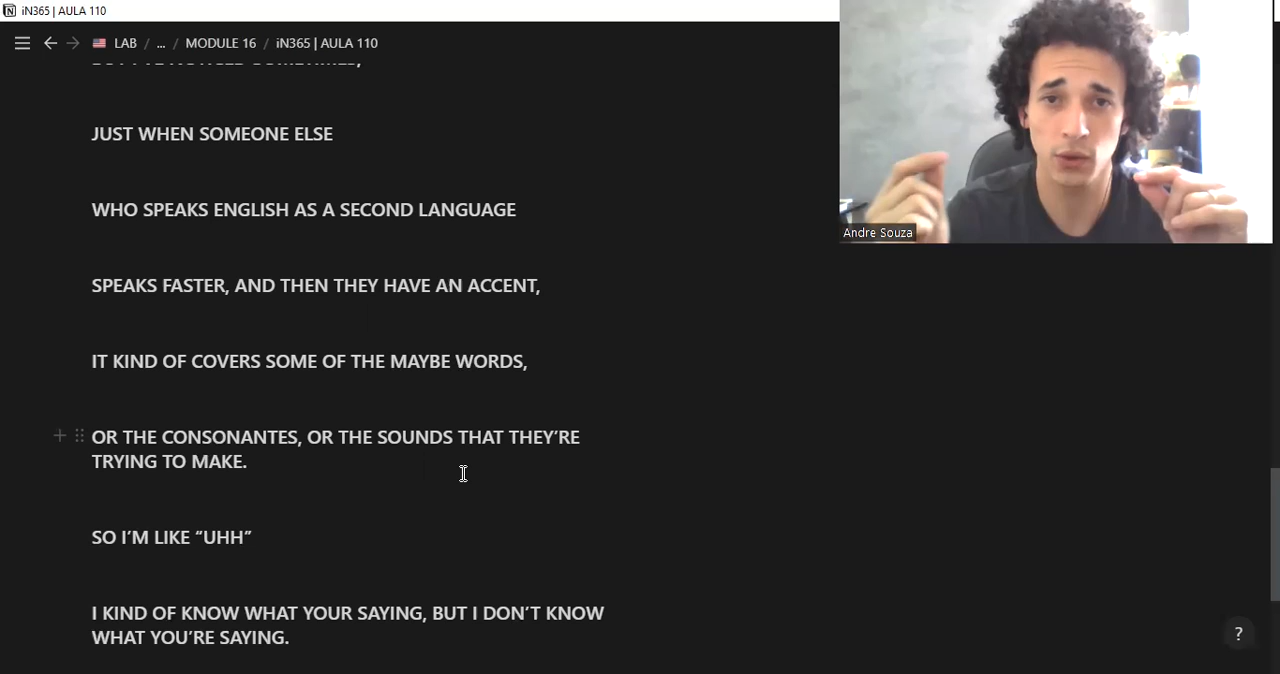 iN365 | AULA 110
LAB / ... / MODULE 16 / iN365 | AULA 110
JUST WHEN SOMEONE ELSE
WHO SPEAKS ENGLISH AS A SECOND LANGUAGE
SPEAKS FASTER, AND THEN THEY HAVE AN ACCENT,
IT KIND OF COVERS SOME OF THE MAYBE WORDS,
OR THE CONSONANTES, OR THE SOUNDS THAT THEY’RE
TRYING TO MAKE.
SO I’M LIKE “UHH”
I KIND OF KNOW WHAT YOUR SAYING, BUT I DON’T KNOW
WHAT YOU’RE SAYING.
Andre Souza
?